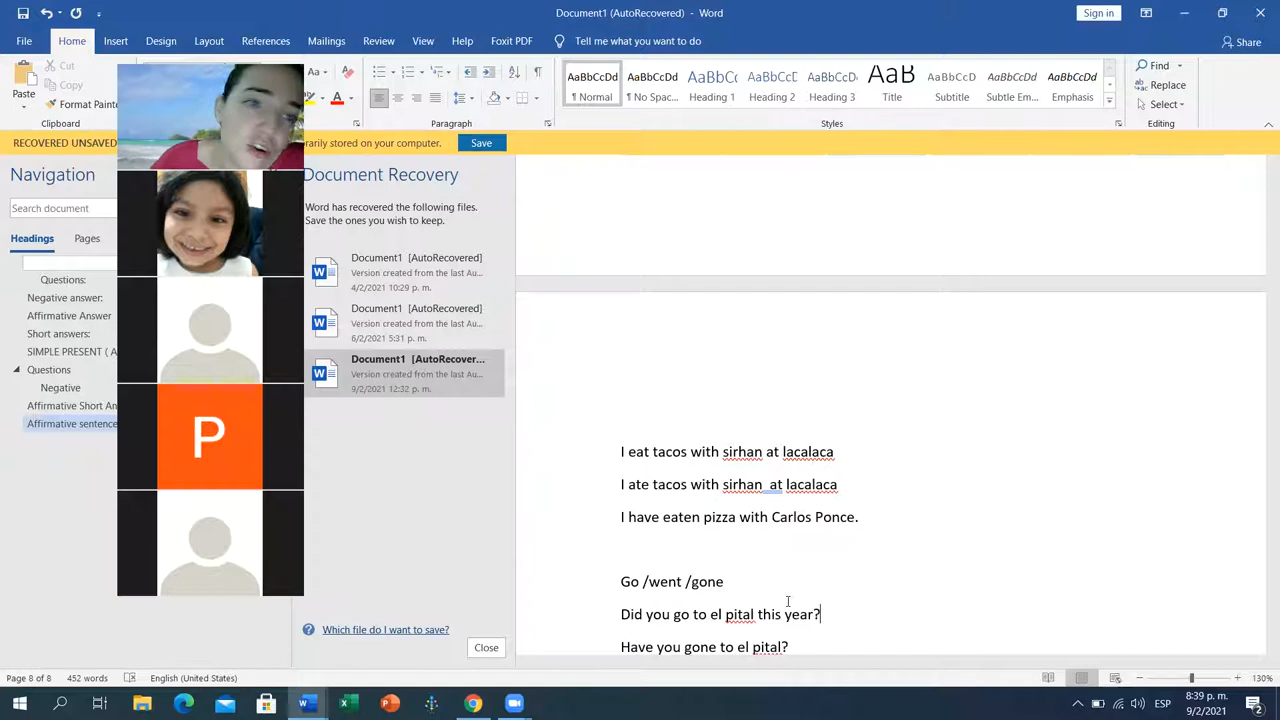 Document1 (AutoRecovered) - Word
Sign in
File
Home
Insert
Design
Layout
Mailings
Review
View
Help
Foxit PDF
Tell me what you want to do
Share
Paste
Cut
Copy
Format Painte
Clipboard
Paragraph
AaBbCcDd
¶ Normal
AaBbCcDd
¶ No Spac...
AaBbC(
Heading 1
AaBbCcC
Heading 2
AaBbCcD
Heading 3
AaB
Title
AaBbCcD
Subtitle
AaBbCcDd
Subtle Em...
AaBbCcDd
Emphasis
Styles
Find
Replace
Select
Editing
RECOVERED UNSAVED
rarily stored on your computer.
Save
Navigation
Search document
Headings
Pages
Questions:
Negative answer:
Affirmative Answer
Short answers:
SIMPLE PRESENT ( A
Questions
Negative
Affirmative Short An
Affirmative sentence
P
Document Recovery
Word has recovered the following files.
Save the ones you wish to keep.
Document1 [AutoRecovered]
Version created from the last Au...
4/2/2021 10:29 p. m.
Document1 [AutoRecovered]
Version created from the last Au...
6/2/2021 5:31 p. m.
Document1 [AutoRecover...
Version created from the last Au...
9/2/2021 12:32 p. m.
Which file do I want to save?
Close
I eat tacos with sirhan at lacalaca
I ate tacos with sirhan at lacalaca
I have eaten pizza with Carlos Ponce.
Go /went /gone
Did you go to el pital this year?
Have you gone to el pital?
Page 8 of 8
452 words
English (United States)
130%
ESP
8:39 p. m.
9/2/2021
2